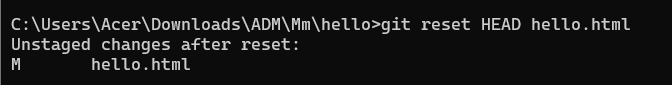 C:\Users\Acer\Downloads\ADM\Mm\hello>git reset HEAD hello.html
Unstaged changes after reset:
M       hello.html